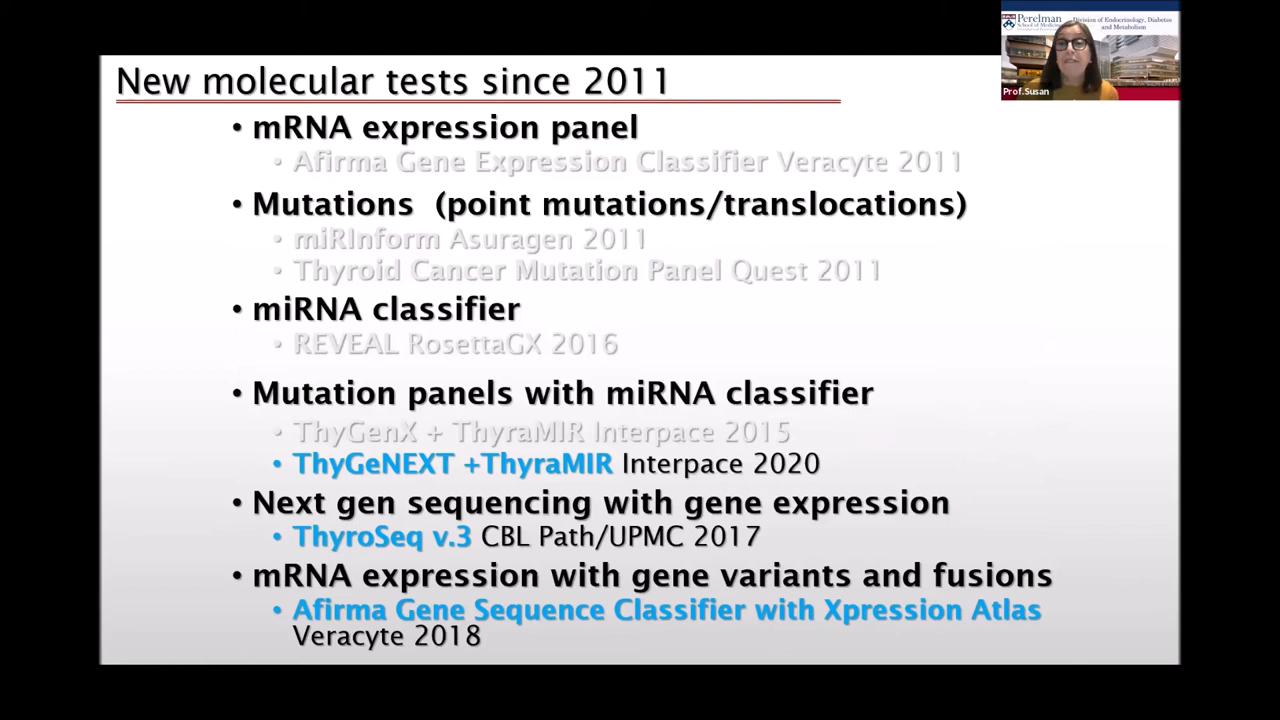 Perelman
School of Medicine
Division of Endocrinology, Diabetes
and Metabolism
Prof.Susan
New molecular tests since 2011
• mRNA expression panel
• Afirma Gene Expression Classifier Veracyte 2011
• Mutations (point mutations/translocations)
• miRInform Asuragen 2011
• Thyroid Cancer Mutation Panel Quest 2011
• miRNA classifier
• REVEAL RosettaGX 2016
• Mutation panels with miRNA classifier
• ThyGenX + ThyraMIR Interpace 2015
• ThyGeNEXT +ThyraMIR Interpace 2020
• Next gen sequencing with gene expression
• ThyroSeq v.3 CBL Path/UPMC 2017
• mRNA expression with gene variants and fusions
• Afirma Gene Sequence Classifier with Xpression Atlas
Veracyte 2018